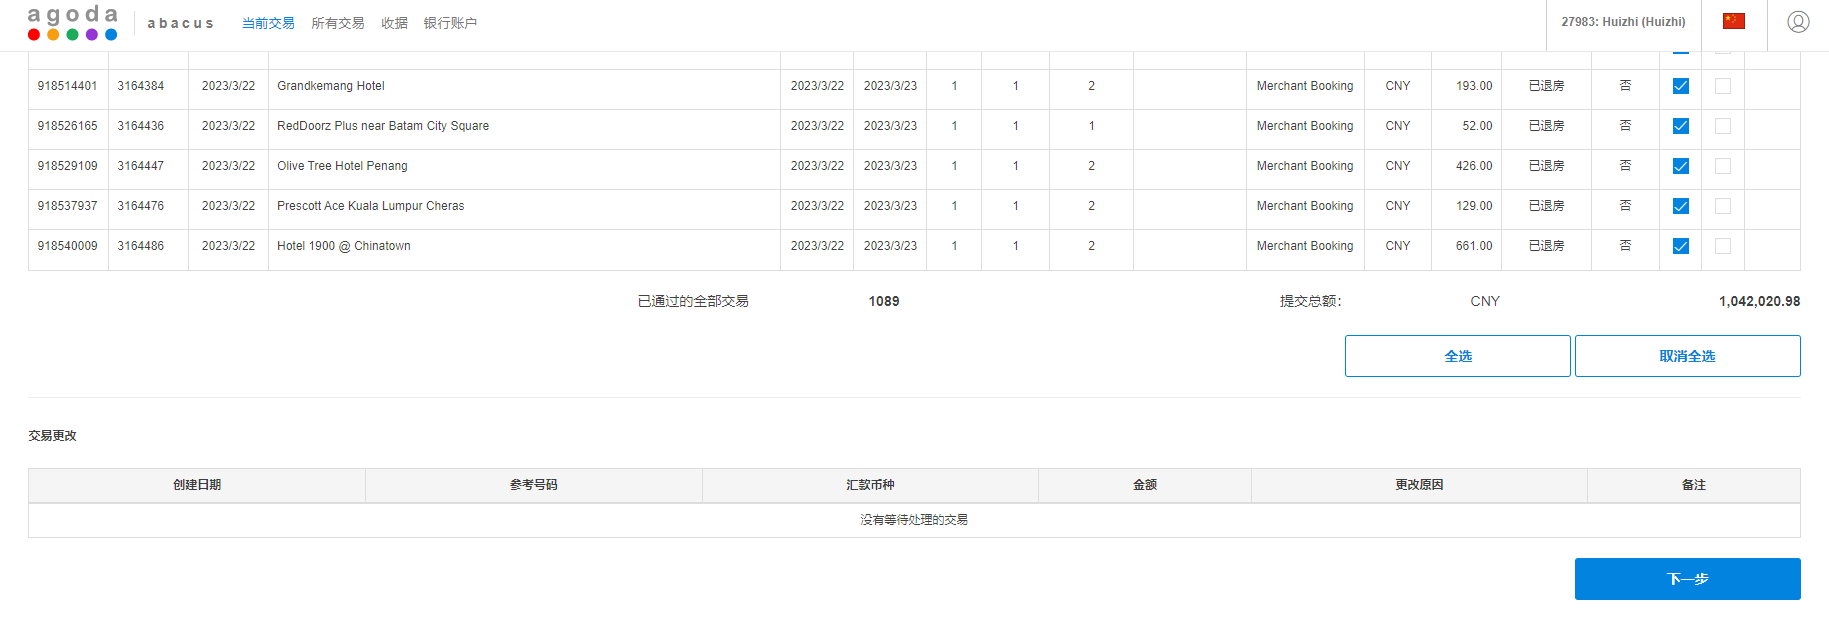 agoda
abacus 当前交易 所有交易 收据 银行账户 27983: Huizhi (Huizhi)
918514401 3164384 2023/3/22 Grandkemang Hotel 2023/3/22 2023/3/23 1 1 2 Merchant Booking CNY 193.00 已退房 否
918526165 3164436 2023/3/22 RedDoorz Plus near Batam City Square 2023/3/22 2023/3/23 1 1 1 Merchant Booking CNY 52.00 已退房 否
918529109 3164447 2023/3/22 Olive Tree Hotel Penang 2023/3/22 2023/3/23 1 1 2 Merchant Booking CNY 426.00 已退房 否
918537937 3164476 2023/3/22 Prescott Ace Kuala Lumpur Cheras 2023/3/22 2023/3/23 1 1 2 Merchant Booking CNY 129.00 已退房 否
918540009 3164486 2023/3/22 Hotel 1900 @ Chinatown 2023/3/22 2023/3/23 1 1 2 Merchant Booking CNY 661.00 已退房 否
已通过的全部交易 1089 提交总额: CNY 1,042,020.98
全选 取消全选
交易更改
创建日期 参考号码 汇款币种 金额 更改原因 备注
没有等待处理的交易
下一步